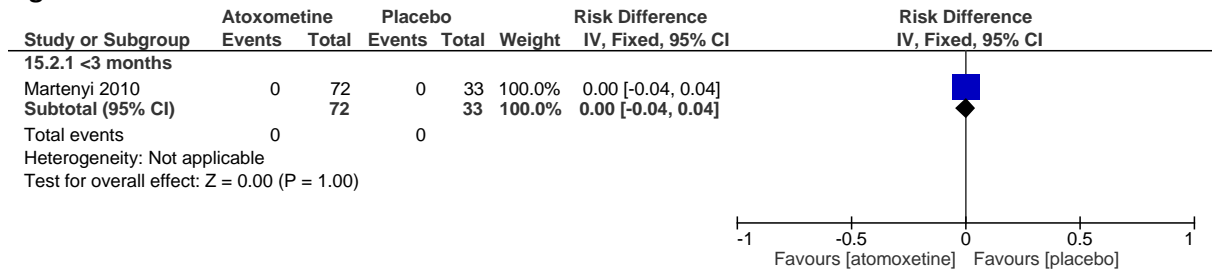 Atoxometine Placebo Risk Difference Risk Difference
Study or Subgroup Events Total Events Total Weight IV, Fixed, 95% CI IV, Fixed, 95% CI
15.2.1 <3 months
Martenyi 2010 0 72 0 33 100.0% 0.00 [-0.04, 0.04]
Subtotal (95% CI) 72 33 100.0% 0.00 [-0.04, 0.04]
Total events 0 0
Heterogeneity: Not applicable
Test for overall effect: Z = 0.00 (P = 1.00)
-1 -0.5 0 0.5 1
Favours [atomoxetine] Favours [placebo]